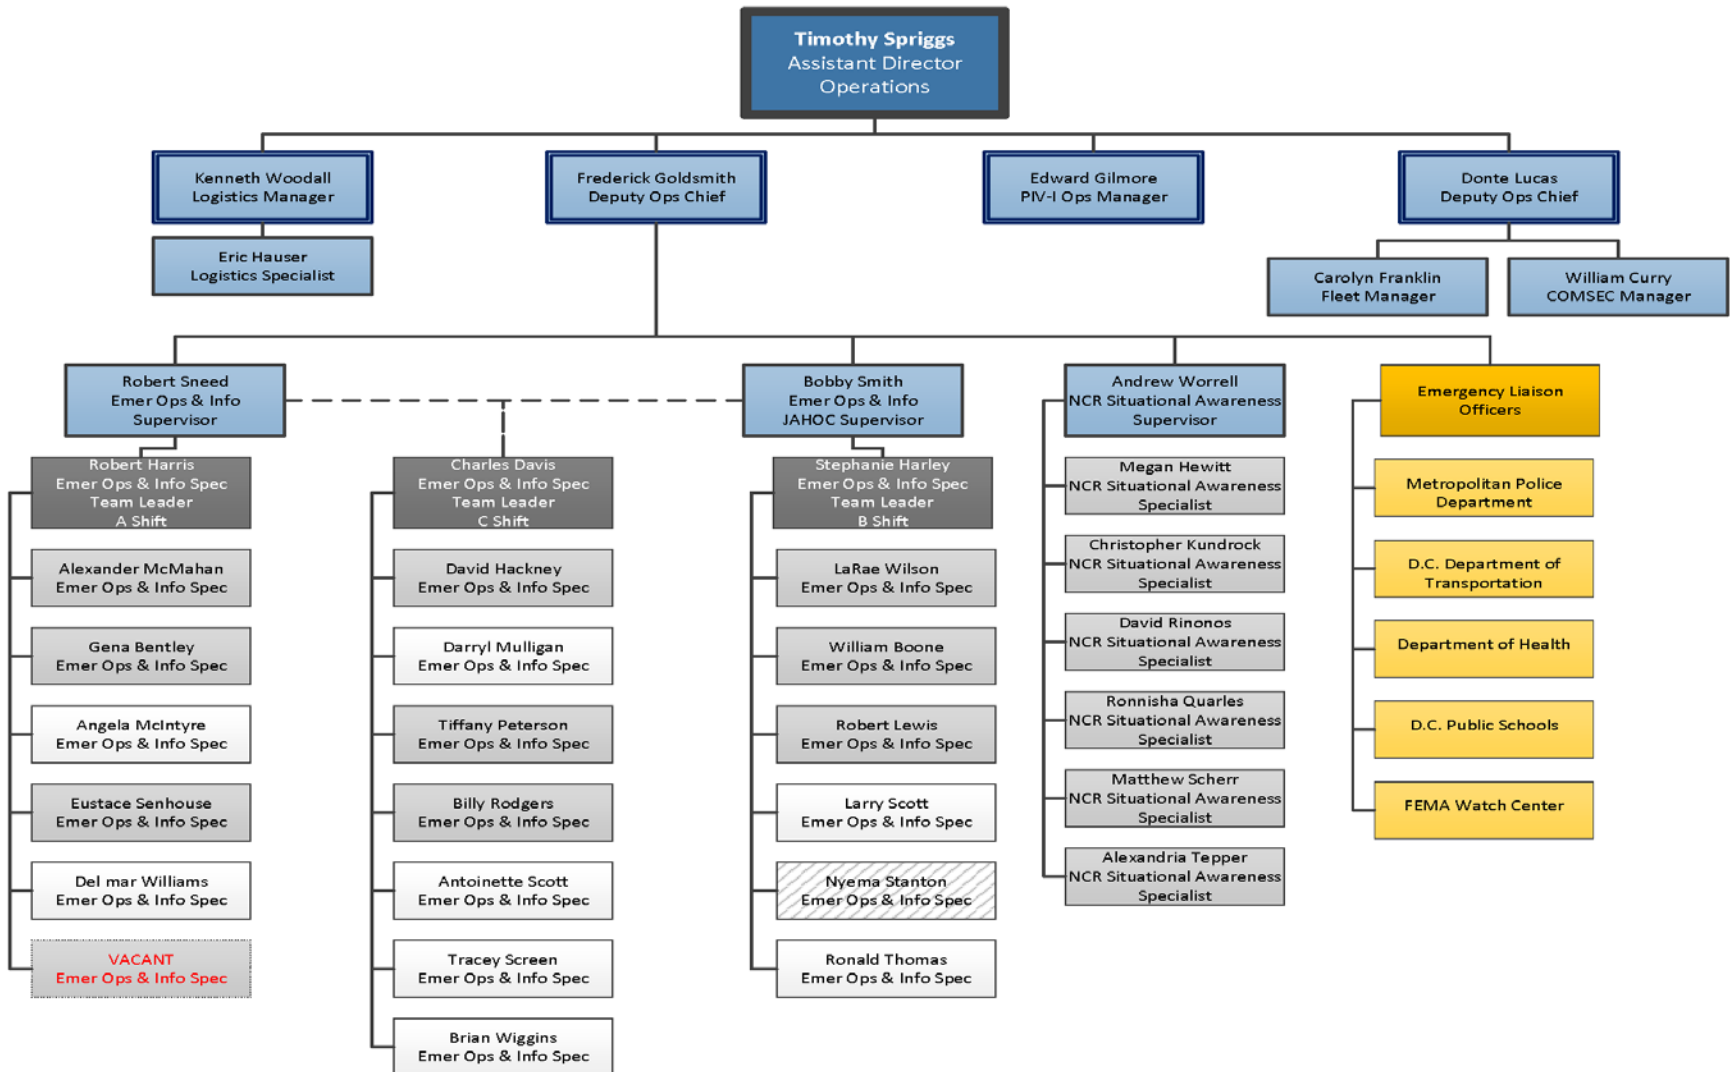 Timothy Spriggs
Assistant Director
Operations
Kenneth Woodall
Logistics Manager
Frederick Goldsmith
Deputy Ops Chief
Edward Gilmore
PIV-I Ops Manager
Donte Lucas
Deputy Ops Chief
Eric Hauser
Logistics Specialist
Carolyn Franklin
Fleet Manager
William Curry
COMSEC Manager
Robert Sneed
Emer Ops & Info
Supervisor
Bobby Smith
Emer Ops & Info
JAHOC Supervisor
Andrew Worrell
NCR Situational Awareness
Supervisor
Emergency Liaison
Officers
Robert Harris
Emer Ops & Info Spec
Team Leader
A Shift
Alexander McMahan
Emer Ops & Info Spec
Gena Bentley
Emer Ops & Info Spec
Angela McIntyre
Emer Ops & Info Spec
Eustace Senhouse
Emer Ops & Info Spec
Del mar Williams
Emer Ops & Info Spec
VACANT
Emer Ops & Info Spec
Charles Davis
Emer Ops & Info Spec
Team Leader
C Shift
David Hackney
Emer Ops & Info Spec
Darryl Mulligan
Emer Ops & Info Spec
Tiffany Peterson
Emer Ops & Info Spec
Billy Rodgers
Emer Ops & Info Spec
Antoinette Scott
Emer Ops & Info Spec
Tracey Screen
Emer Ops & Info Spec
Brian Wiggins
Emer Ops & Info Spec
Stephanie Harley
Emer Ops & Info Spec
Team Leader
B Shift
LaRae Wilson
Emer Ops & Info Spec
William Boone
Emer Ops & Info Spec
Robert Lewis
Emer Ops & Info Spec
Larry Scott
Emer Ops & Info Spec
Nyema Stanton
Emer Ops & Info Spec
Ronald Thomas
Emer Ops & Info Spec
Megan Hewitt
NCR Situational Awareness
Specialist
Christopher Kundrock
NCR Situational Awareness
Specialist
David Rinonos
NCR Situational Awareness
Specialist
Ronnisha Quarles
NCR Situational Awareness
Specialist
Matthew Scherr
NCR Situational Awareness
Specialist
Alexandria Tepper
NCR Situational Awareness
Specialist
Metropolitan Police
Department
D.C. Department of
Transportation
Department of Health
D.C. Public Schools
FEMA Watch Center